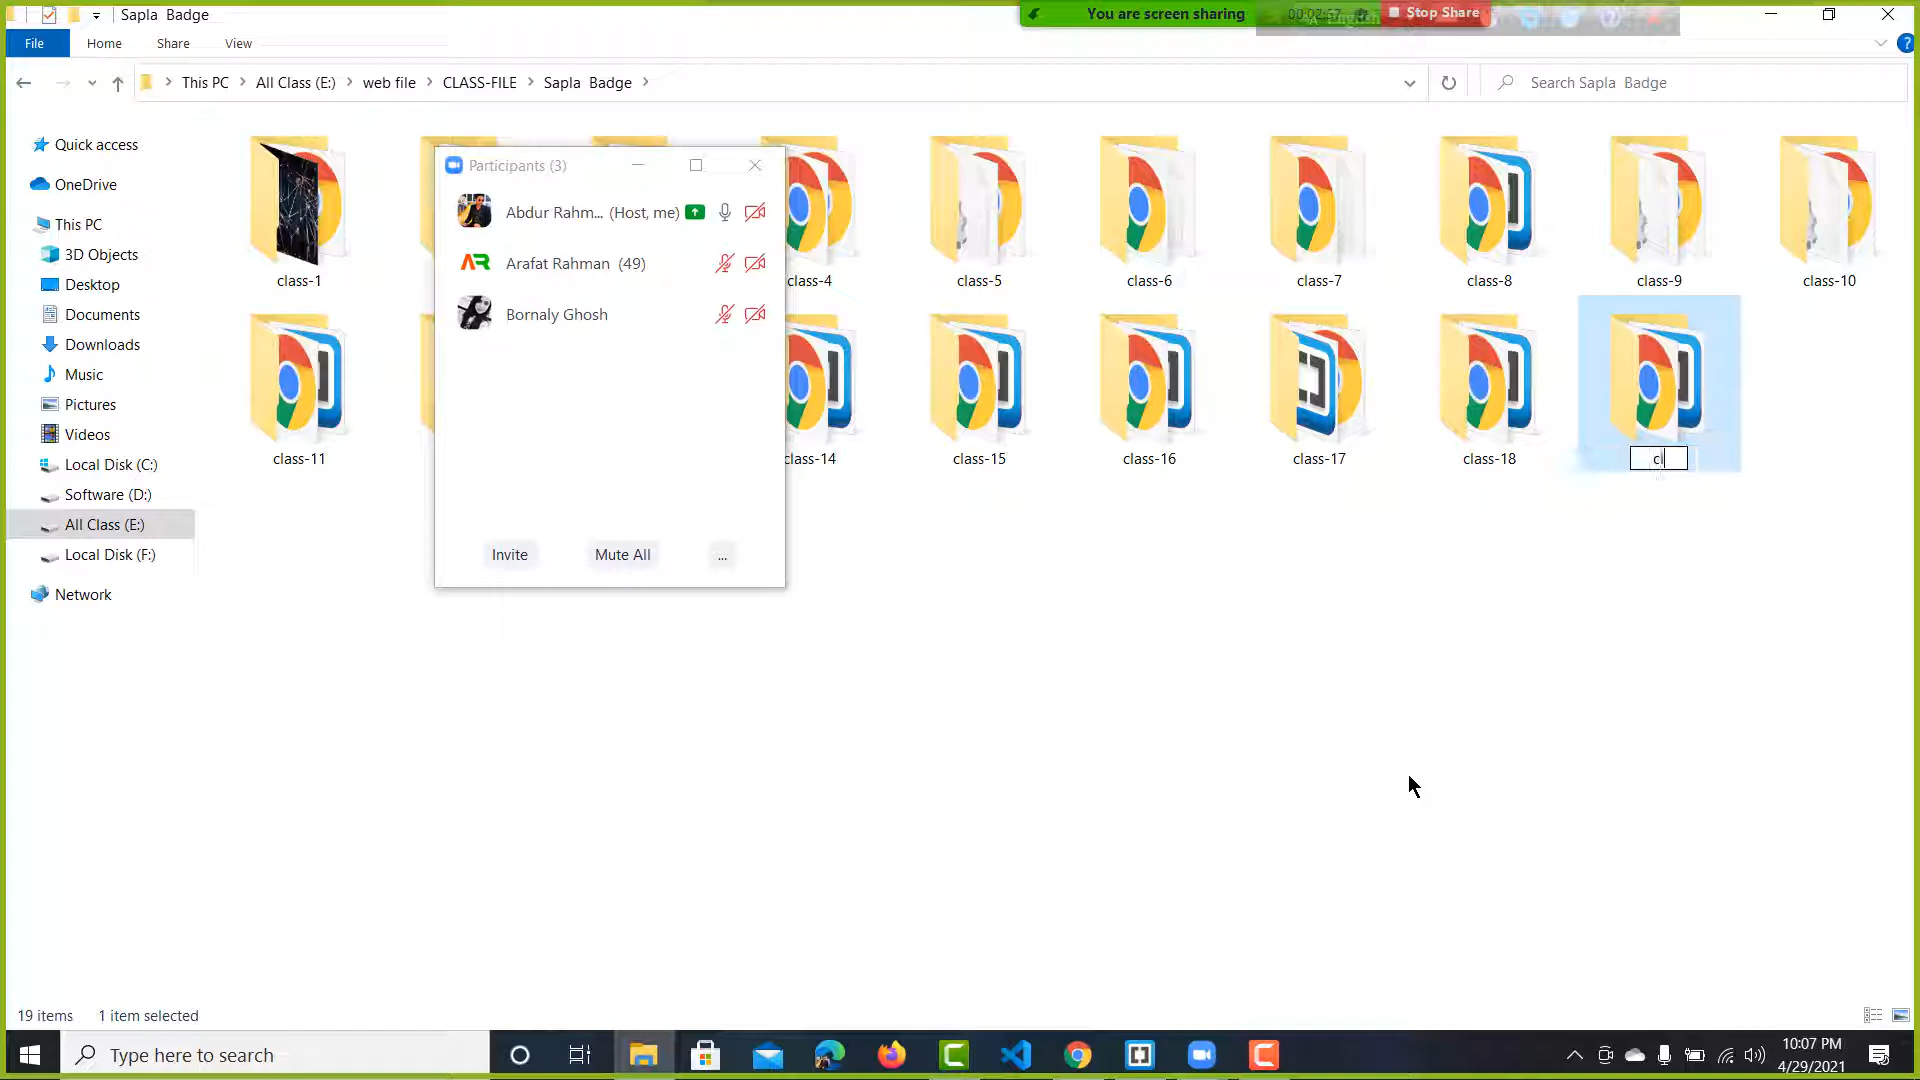 Sapla Badge
You are screen sharing
00:02:57
English
Stop Share
File
Home
Share
View
This PC
All Class (E:)
web file
CLASS-FILE
Sapla Badge
Search Sapla Badge
Quick access
OneDrive
This PC
3D Objects
Desktop
Documents
Downloads
Music
Pictures
Videos
Local Disk (C:)
Software (D:)
All Class (E:)
Local Disk (F:)
Network
Participants (3)
Abdur Rahm... (Host, me)
Arafat Rahman (49)
Bornaly Ghosh
Invite
Mute All
...
class-1
class-4
class-5
class-6
class-7
class-8
class-9
class-10
class-11
class-14
class-15
class-16
class-17
class-18
cl
19 items
1 item selected
Type here to search
10:07 PM
4/29/2021